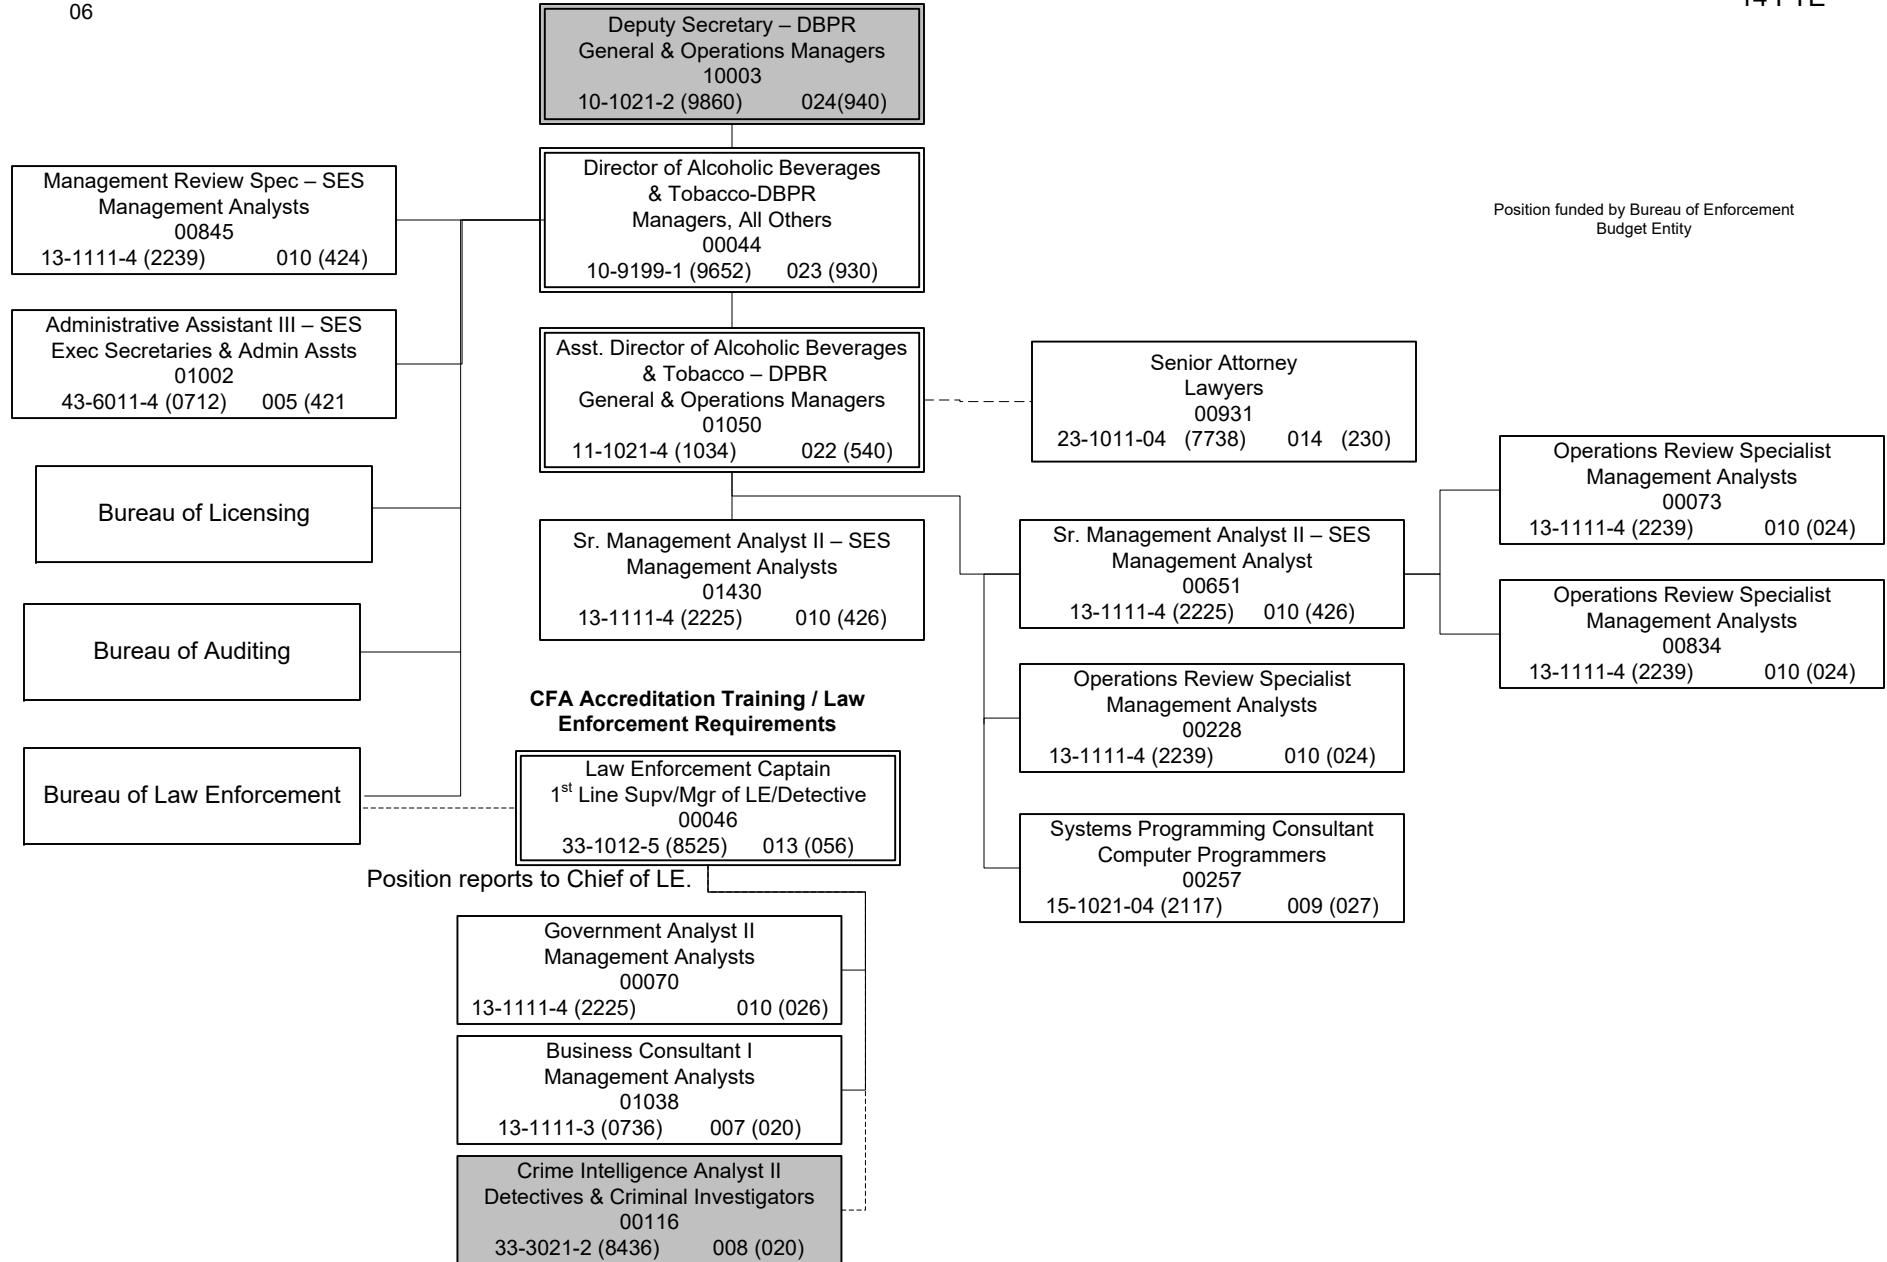 06
Deputy Secretary – DBPR
General & Operations Managers
10003
10-1021-2 (9860) 024(940)
Director of Alcoholic Beverages
& Tobacco-DBPR
Managers, All Others
00044
10-9199-1 (9652) 023 (930)
Management Review Spec – SES
Management Analysts
00845
13-1111-4 (2239) 010 (424)
Position funded by Bureau of Enforcement
Budget Entity
Administrative Assistant III – SES
Exec Secretaries & Admin Assts
01002
43-6011-4 (0712) 005 (421
Asst. Director of Alcoholic Beverages
& Tobacco – DPBR
General & Operations Managers
01050
11-1021-4 (1034) 022 (540)
Senior Attorney
Lawyers
00931
23-1011-04 (7738) 014 (230)
Operations Review Specialist
Management Analysts
00073
13-1111-4 (2239) 010 (024)
Bureau of Licensing
Sr. Management Analyst II – SES
Management Analysts
01430
13-1111-4 (2225) 010 (426)
Sr. Management Analyst II – SES
Management Analyst
00651
13-1111-4 (2225) 010 (426)
Operations Review Specialist
Management Analysts
00834
13-1111-4 (2239) 010 (024)
Bureau of Auditing
Operations Review Specialist
Management Analysts
00228
13-1111-4 (2239) 010 (024)
CFA Accreditation Training / Law
Enforcement Requirements
Bureau of Law Enforcement
Law Enforcement Captain
1st Line Supv/Mgr of LE/Detective
00046
33-1012-5 (8525) 013 (056)
Systems Programming Consultant
Computer Programmers
00257
15-1021-04 (2117) 009 (027)
Position reports to Chief of LE.
Government Analyst II
Management Analysts
00070
13-1111-4 (2225) 010 (026)
Business Consultant I
Management Analysts
01038
13-1111-3 (0736) 007 (020)
Crime Intelligence Analyst II
Detectives & Criminal Investigators
00116
33-3021-2 (8436) 008 (020)